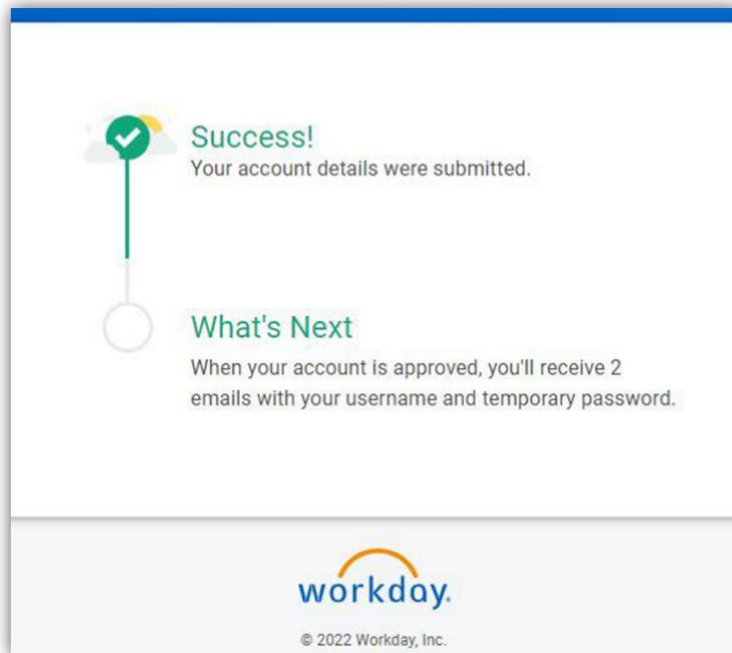 Success!
Your account details were submitted.
What's Next
When your account is approved, you'll receive 2
emails with your username and temporary password.
workday.
© 2022 Workday, Inc.